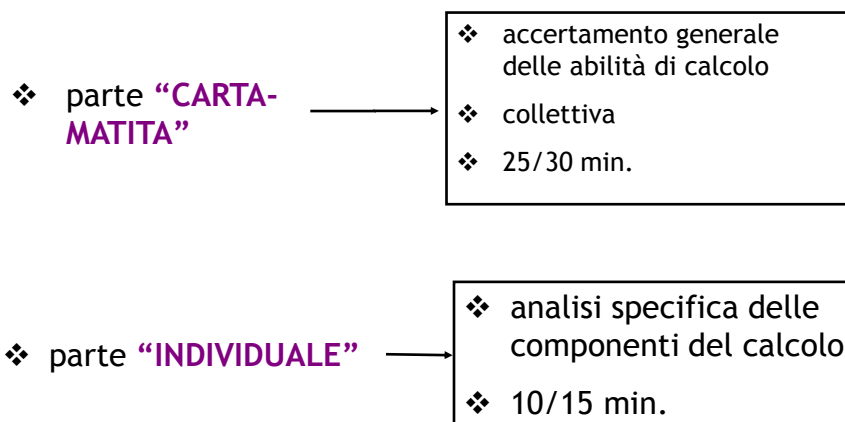 ❖ parte “CARTA-
MATITA”
❖ accertamento generale
delle abilità di calcolo
❖ collettiva
❖ 25/30 min.
❖ parte “INDIVIDUALE”
❖ analisi specifica delle
componenti del calcolo
❖ 10/15 min.